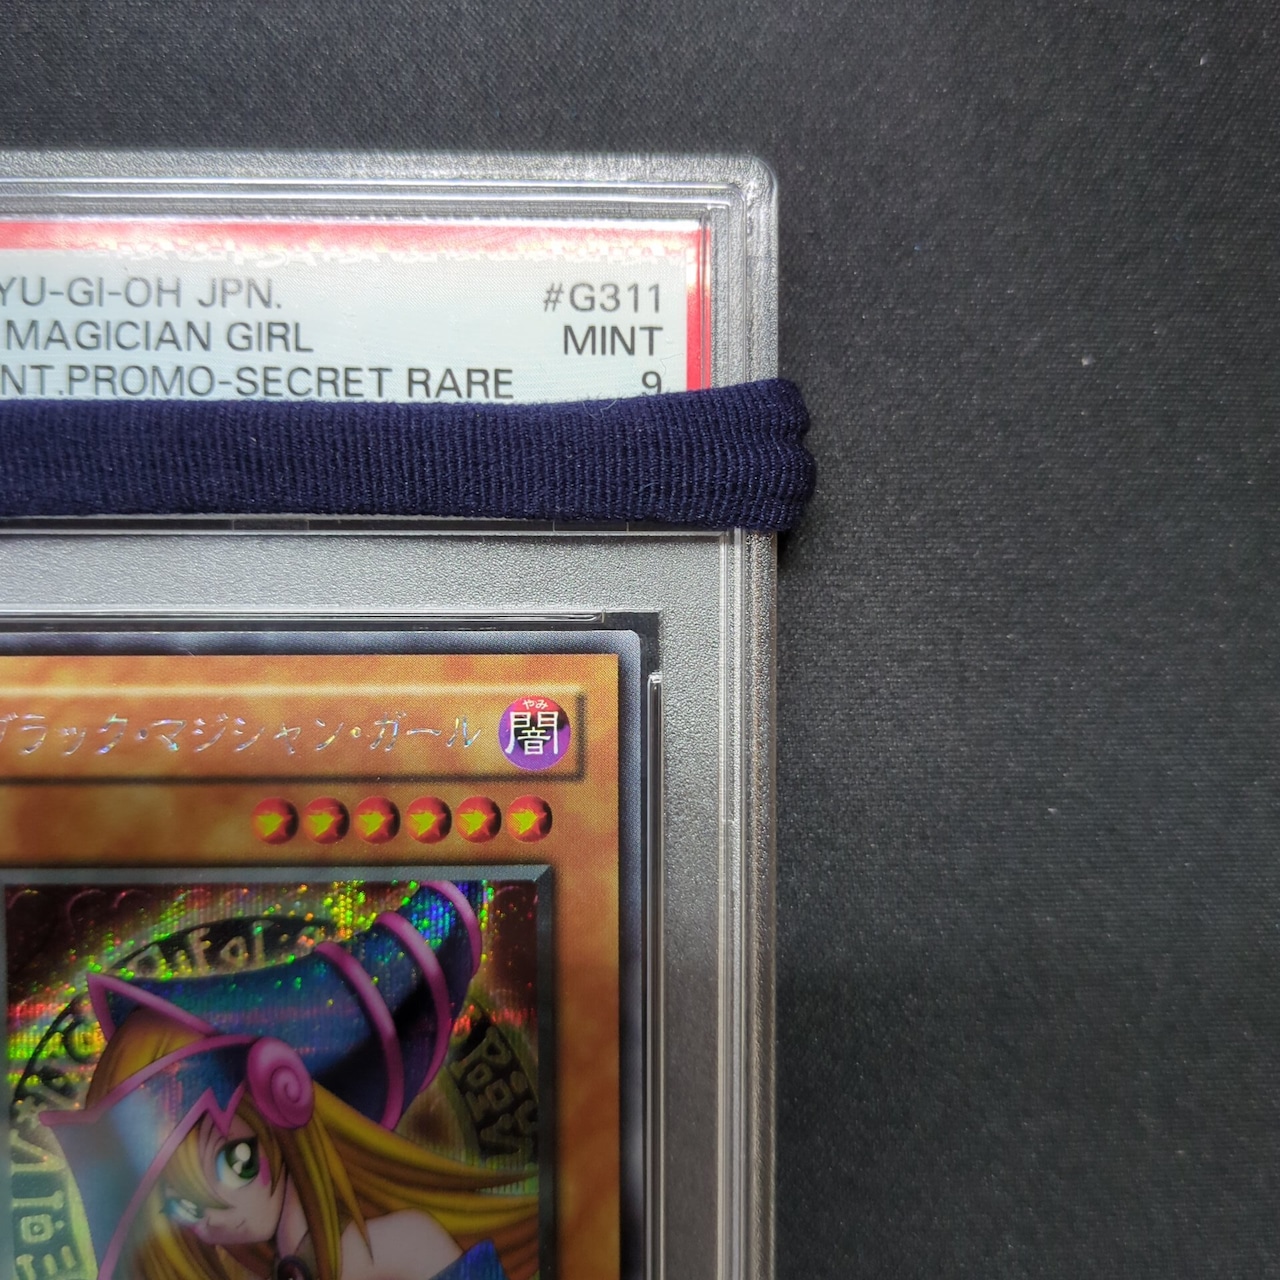 YU-GI-OH JPN. #G311
MAGICIAN GIRL MINT
NT.PROMO-SECRET RARE 9
ブラック・マジシャン・ガール
やみ
闇